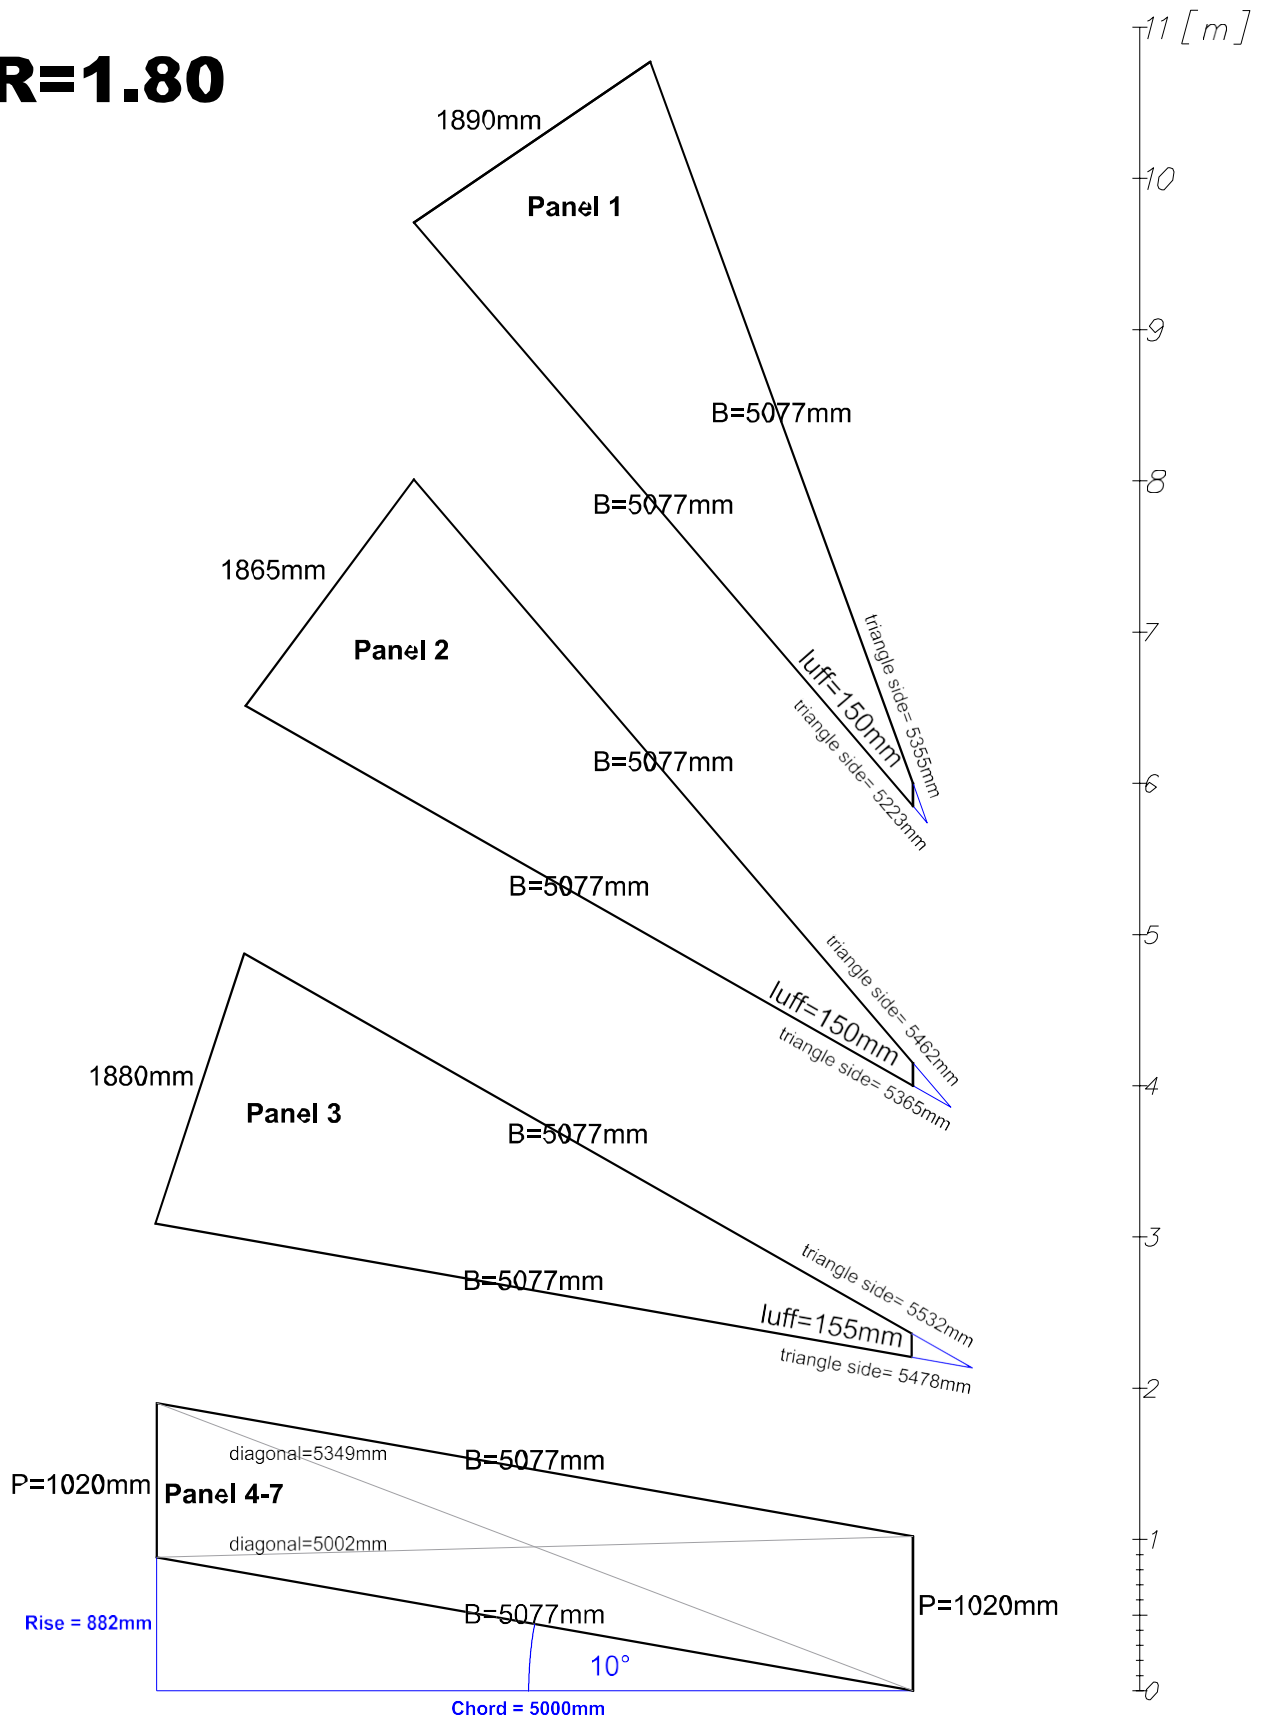 11 [m]
R=1.80
1890mm
10
Panel 1
9
B=5077mm
8
B=5077mm
1865mm
7
Panel 2
triangle side= 5355mm
luff=150mm
triangle side= 5223mm
B=5077mm
6
B=5077mm
5
triangle side= 5462mm
luff=150mm
triangle side= 5365mm
4
1880mm
Panel 3
B=5077mm
3
triangle side= 5532mm
B=5077mm
luff=155mm
triangle side= 5478mm
2
diagonal=5349mm
B=5077mm
P=1020mm
Panel 4-7
diagonal=5002mm
1
P=1020mm
B=5077mm
Rise = 882mm
10°
0
Chord = 5000mm